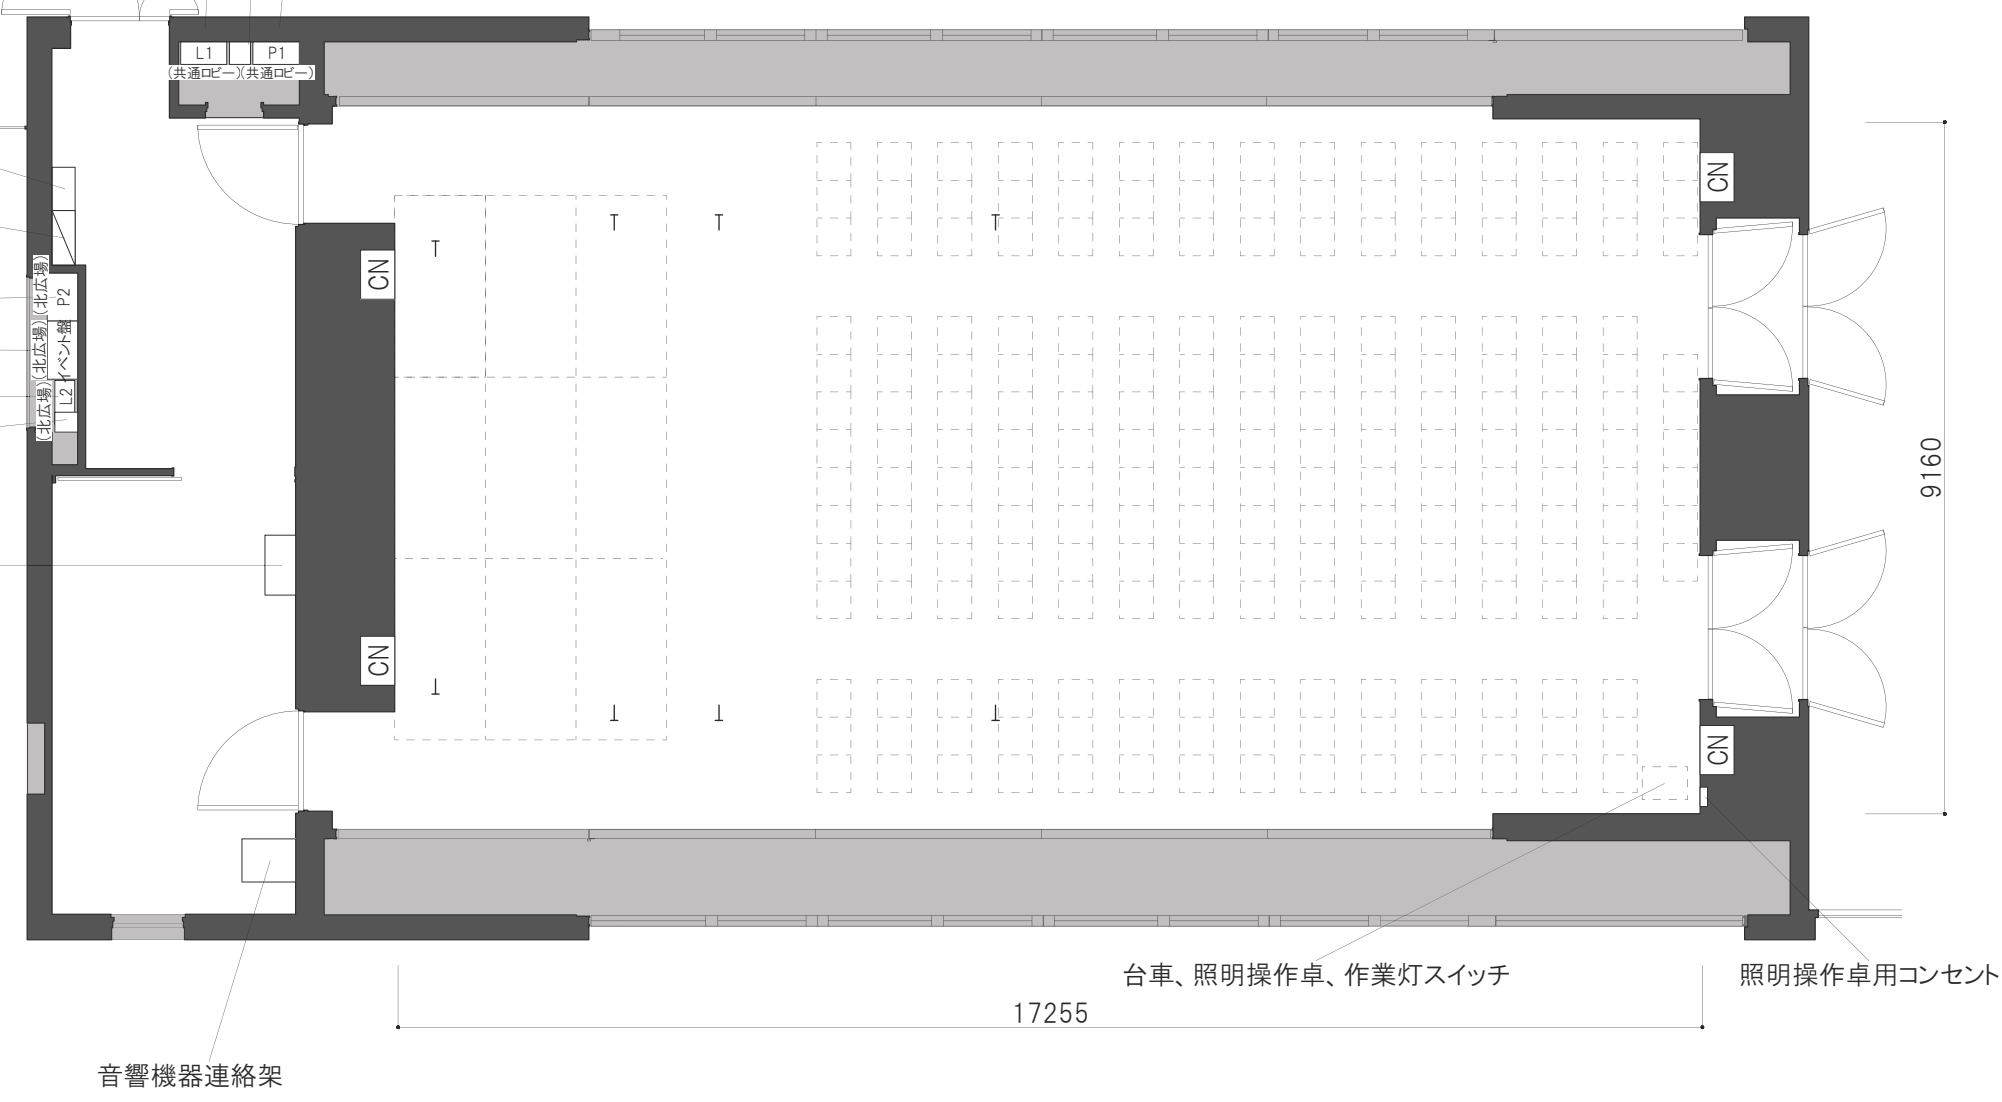 L1
P1
(共通ロビー)
(共通ロビー)
CN
CN
(北広場)
P2
(北広場)
イベント盤
(北広場)
L2
CN
CN
9160
台車、照明操作卓、作業灯スイッチ
照明操作卓用コンセント
17255
音響機器連絡架